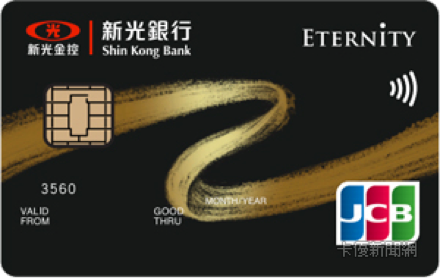 光
新光金控
新光銀行
Shin Kong Bank
ETERNITY
3560
MONTH/YEAR
VALID
FROM
GOOD
THRU
JCB
卡優新聞網